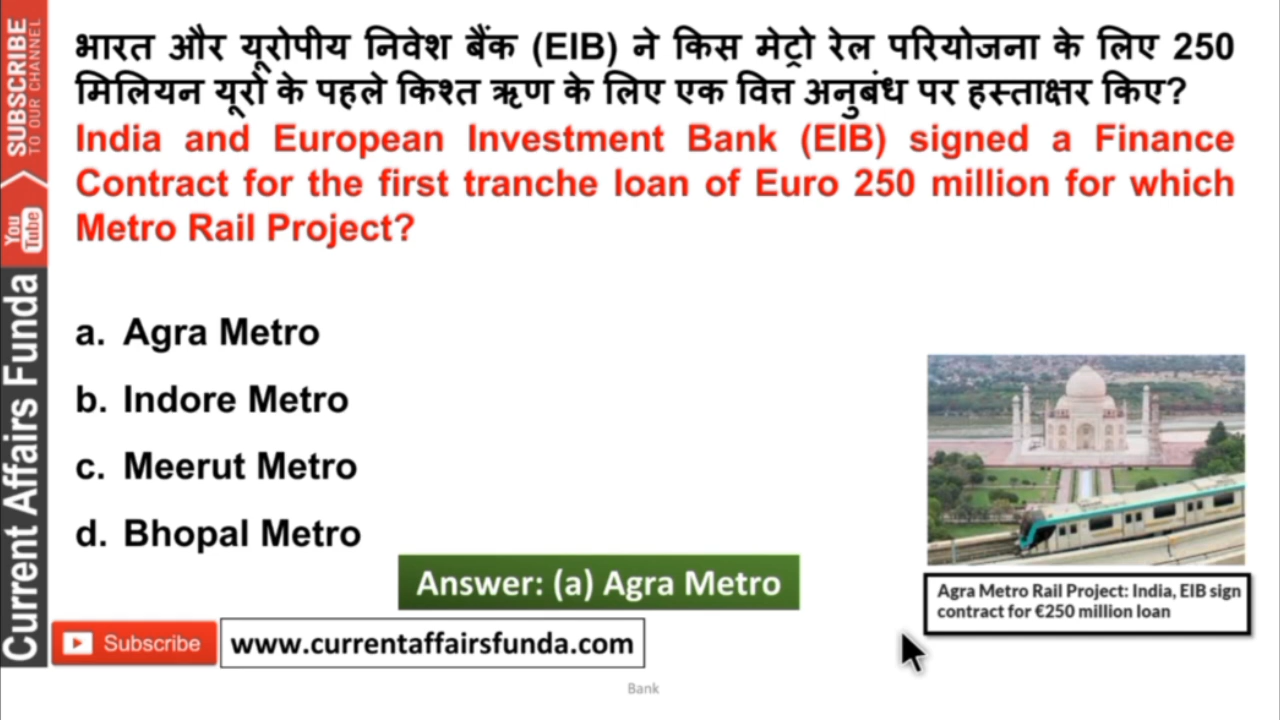 भारत और यूरोपीय निवेश बैंक (EIB) ने किस मेट्रो रेल परियोजना के लिए 250
मिलियन यूरो के पहले किश्त ऋण के लिए एक वित्त अनुबंध पर हस्ताक्षर किए?
India and European Investment Bank (EIB) signed a Finance
Contract for the first tranche loan of Euro 250 million for which
Metro Rail Project?
a. Agra Metro
b. Indore Metro
c. Meerut Metro
d. Bhopal Metro
Answer: (a) Agra Metro
Agra Metro Rail Project: India, EIB sign
contract for €250 million loan
Subscribe
www.currentaffairsfunda.com
Bank
SUBSCRIBE
TO OUR CHANNEL
You
Tube
Current Affairs Funda